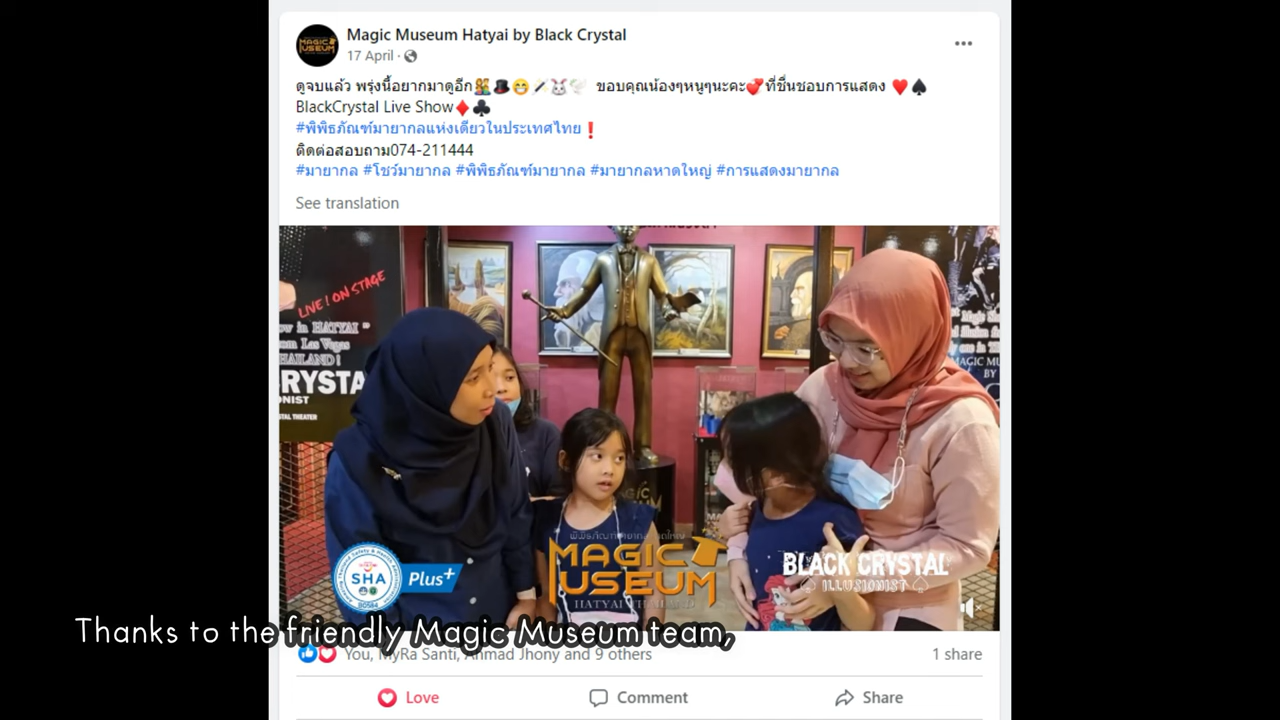 Magic Museum Hatyai by Black Crystal
17 April
ดูจบแล้ว พรุ่งนี้อยากมาดูอีก👯🎩😁🪄🐰🕊 ขอบคุณน้องๆหนูๆนะคะ💕ที่ชื่นชอบการแสดง ♥️♠️
BlackCrystal Live Show♦️♣️
#พิพิธภัณฑ์มายากลแห่งเดียวในประเทศไทย❗
ติดต่อสอบถาม074-211444
#มายากล #โชว์มายากล #พิพิธภัณฑ์มายากล #มายากลหาดใหญ่ #การแสดงมายากล
See translation
LIVE! ON STAGE
ow in HATYAI "
om Las Vegas
HAILAND!
RYSTA
ONIST
STAL THEATER
MAGIC MU
BY
MAGIC
MUSEUM
HATYAI THAILAND
SHA
Plus+
BLACK CRYSTAL
ILLUSIONIST
Thanks to the friendly Magic Museum team,
You, MyRa Santi, Ahmad Jhony and 9 others
1 share
Love
Comment
Share